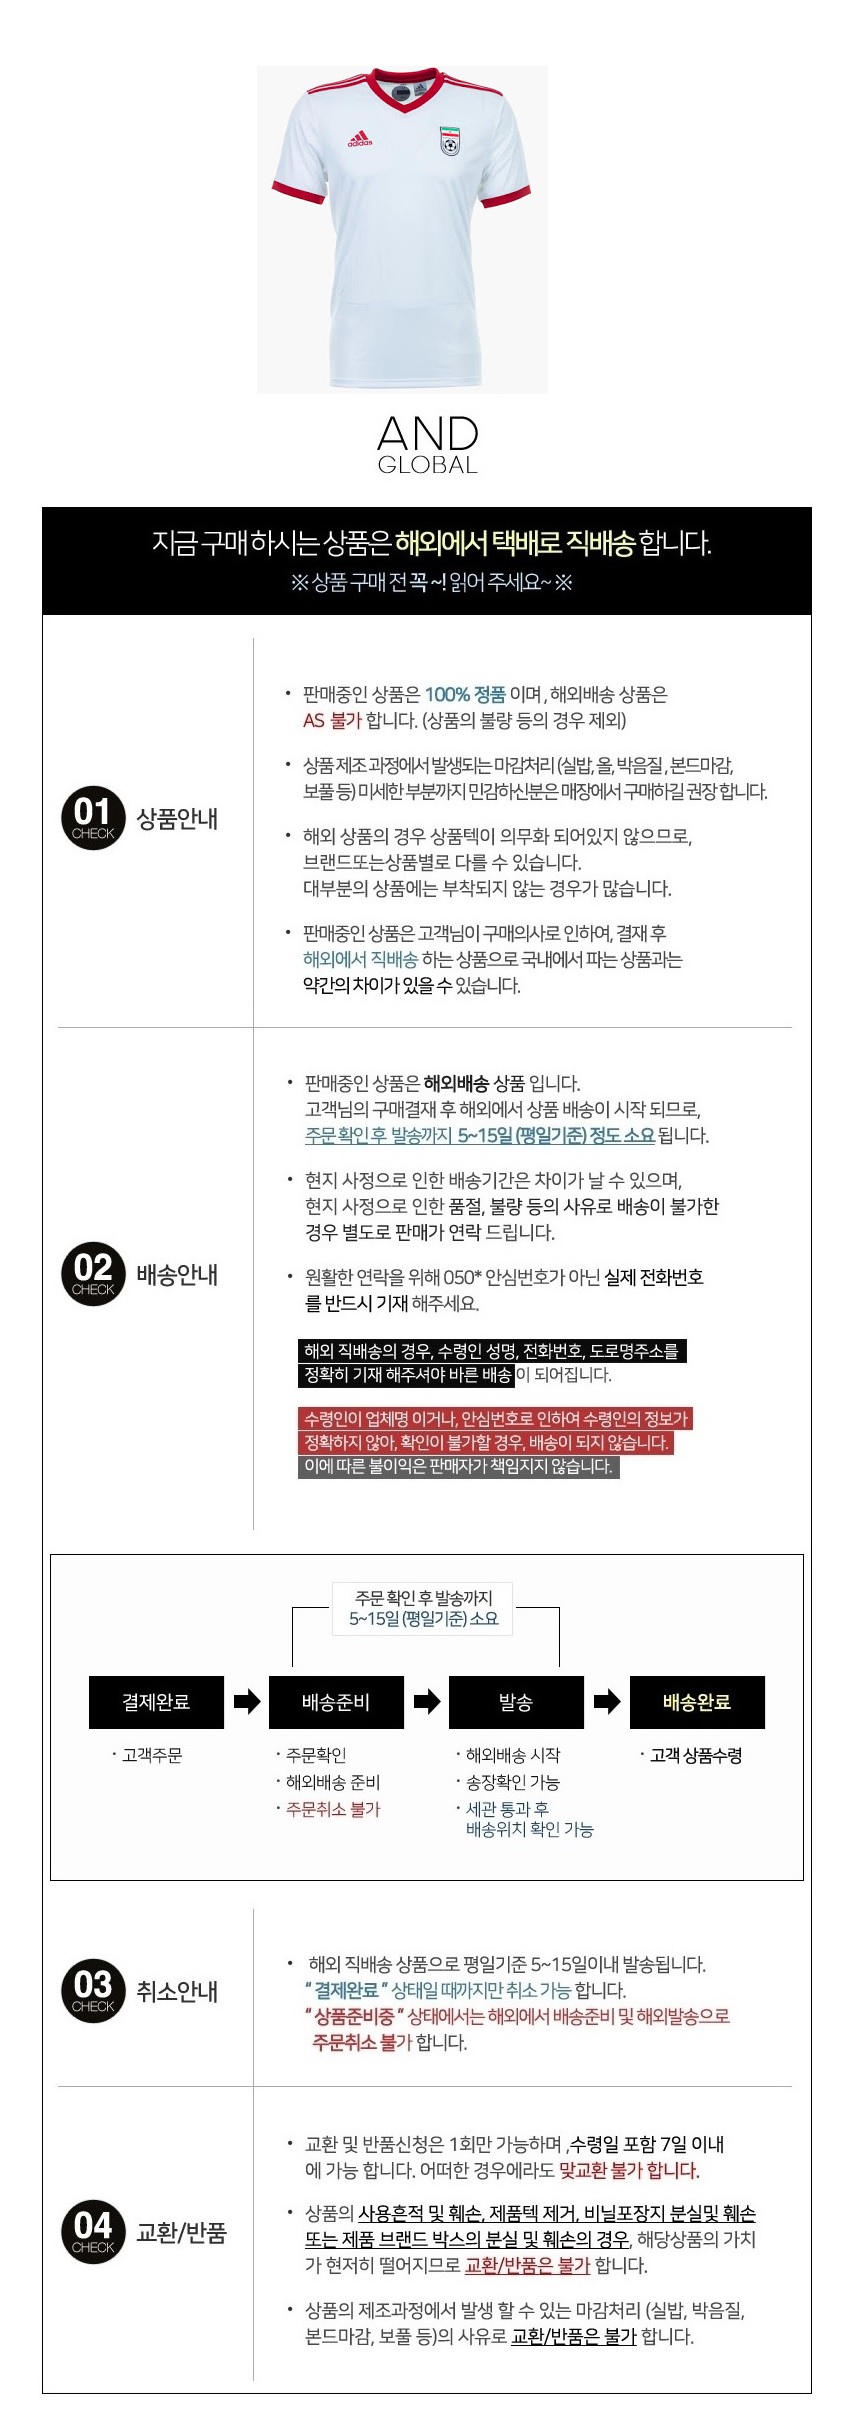 adidas
AND
GLOBAL
지금 구매 하시는 상품은 해외에서 택배로 직배송 합니다.
※ 상품 구매 전 꼭 ~! 읽어 주세요~ ※
01
CHECK
상품안내
• 판매중인 상품은 100% 정품 이며, 해외배송 상품은
AS 불가 합니다. (상품의 불량 등의 경우 제외)
• 상품 제조 과정에서 발생되는 마감처리 (실밥, 올, 박음질, 본드마감,
보풀 등) 미세한 부분까지 민감하신분은 매장에서 구매하길 권장 합니다.
• 해외 상품의 경우 상품텍이 의무화 되어있지 않으므로,
브랜드또는상품별로 다를 수 있습니다.
대부분의 상품에는 부착되지 않는 경우가 많습니다.
• 판매중인 상품은 고객님이 구매의사로 인하여, 결재 후
해외에서 직배송 하는 상품으로 국내에서 파는 상품과는
약간의 차이가 있을 수 있습니다.
02
CHECK
배송안내
• 판매중인 상품은 해외배송 상품 입니다.
고객님의 구매결재 후 해외에서 상품 배송이 시작 되므로,
주문 확인 후 발송까지 5~15일 (평일기준) 정도 소요 됩니다.
• 현지 사정으로 인한 배송기간은 차이가 날 수 있으며,
현지 사정으로 인한 품절, 불량 등의 사유로 배송이 불가한
경우 별도로 판매가 연락 드립니다.
• 원활한 연락을 위해 050* 안심번호가 아닌 실제 전화번호
를 반드시 기재 해주세요.
해외 직배송의 경우, 수령인 성명, 전화번호, 도로명주소를
정확히 기재 해주셔야 바른 배송이 되어집니다.
수령인이 업체명 이거나, 안심번호로 인하여 수령인의 정보가
정확하지 않아, 확인이 불가할 경우, 배송이 되지 않습니다.
이에 따른 불이익은 판매자가 책임지지 않습니다.
주문 확인 후 발송까지
5~15일 (평일기준) 소요
결제완료
배송준비
발송
배송완료
· 고객주문
· 주문확인
· 해외배송 준비
· 주문취소 불가
· 해외배송 시작
· 송장확인 가능
· 세관 통과 후
배송위치 확인 가능
· 고객 상품수령
03
CHECK
취소안내
• 해외 직배송 상품으로 평일기준 5~15일이내 발송됩니다.
" 결제완료 " 상태일 때까지만 취소 가능 합니다.
" 상품준비중 " 상태에서는 해외에서 배송준비 및 해외발송으로
주문취소 불가 합니다.
04
CHECK
교환/반품
• 교환 및 반품신청은 1회만 가능하며 ,수령일 포함 7일 이내
에 가능 합니다. 어떠한 경우에라도 맞교환 불가 합니다.
• 상품의 사용흔적 및 훼손, 제품텍 제거, 비닐포장지 분실및 훼손
또는 제품 브랜드 박스의 분실 및 훼손의 경우, 해당상품의 가치
가 현저히 떨어지므로 교환/반품은 불가 합니다.
• 상품의 제조과정에서 발생 할 수 있는 마감처리 (실밥, 박음질,
본드마감, 보풀 등)의 사유로 교환/반품은 불가 합니다.